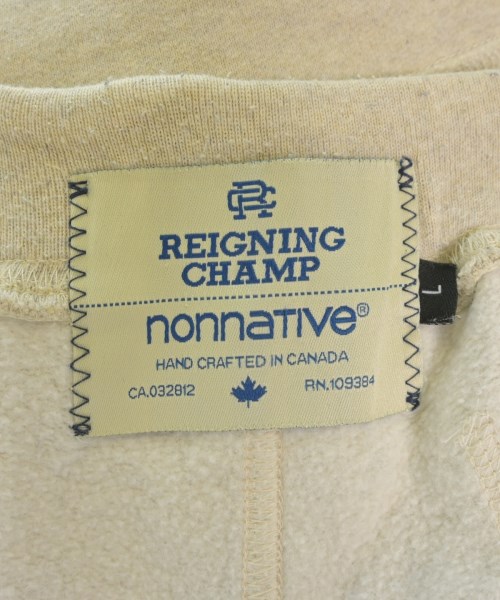 RC
REIGNING
CHAMP
nonnative®
HAND CRAFTED IN CANADA
CA.032812 RN.109384
L